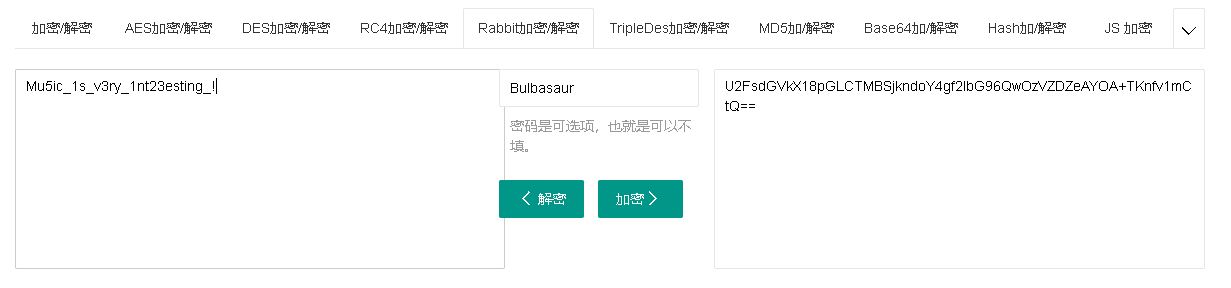 加密/解密 AES加密/解密 DES加密/解密 RC4加密/解密 Rabbit加密/解密 TripleDes加密/解密 MD5加/解密 Base64加/解密 Hash加/解密 JS 加密
Mu5ic_1s_v3ry_1nt23esting_!
Bulbasaur
密码是可选项，也就是可以不
填。
解密 加密
U2FsdGVkX18pGLCTMBSjkndoY4gf2lbG96QwOzVZDZeAYOA+TKnfv1mC
tQ==